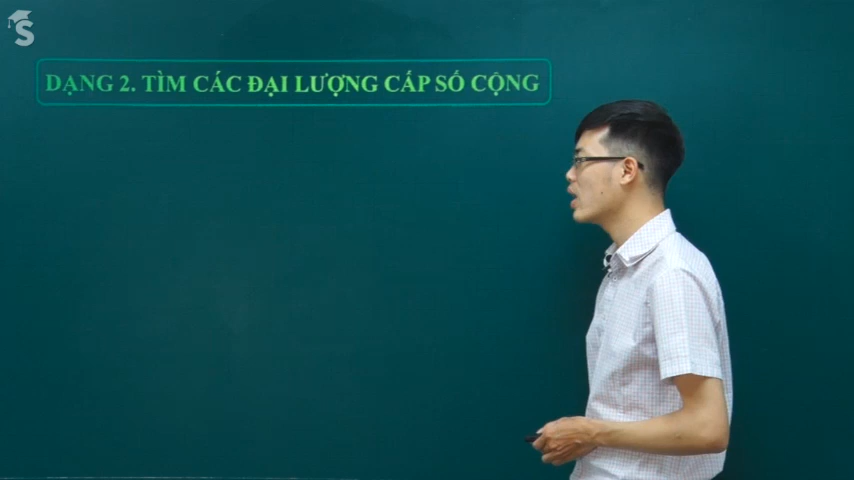 S
DẠNG 2. TÌM CÁC ĐẠI LƯỢNG CẤP SỐ CỘNG